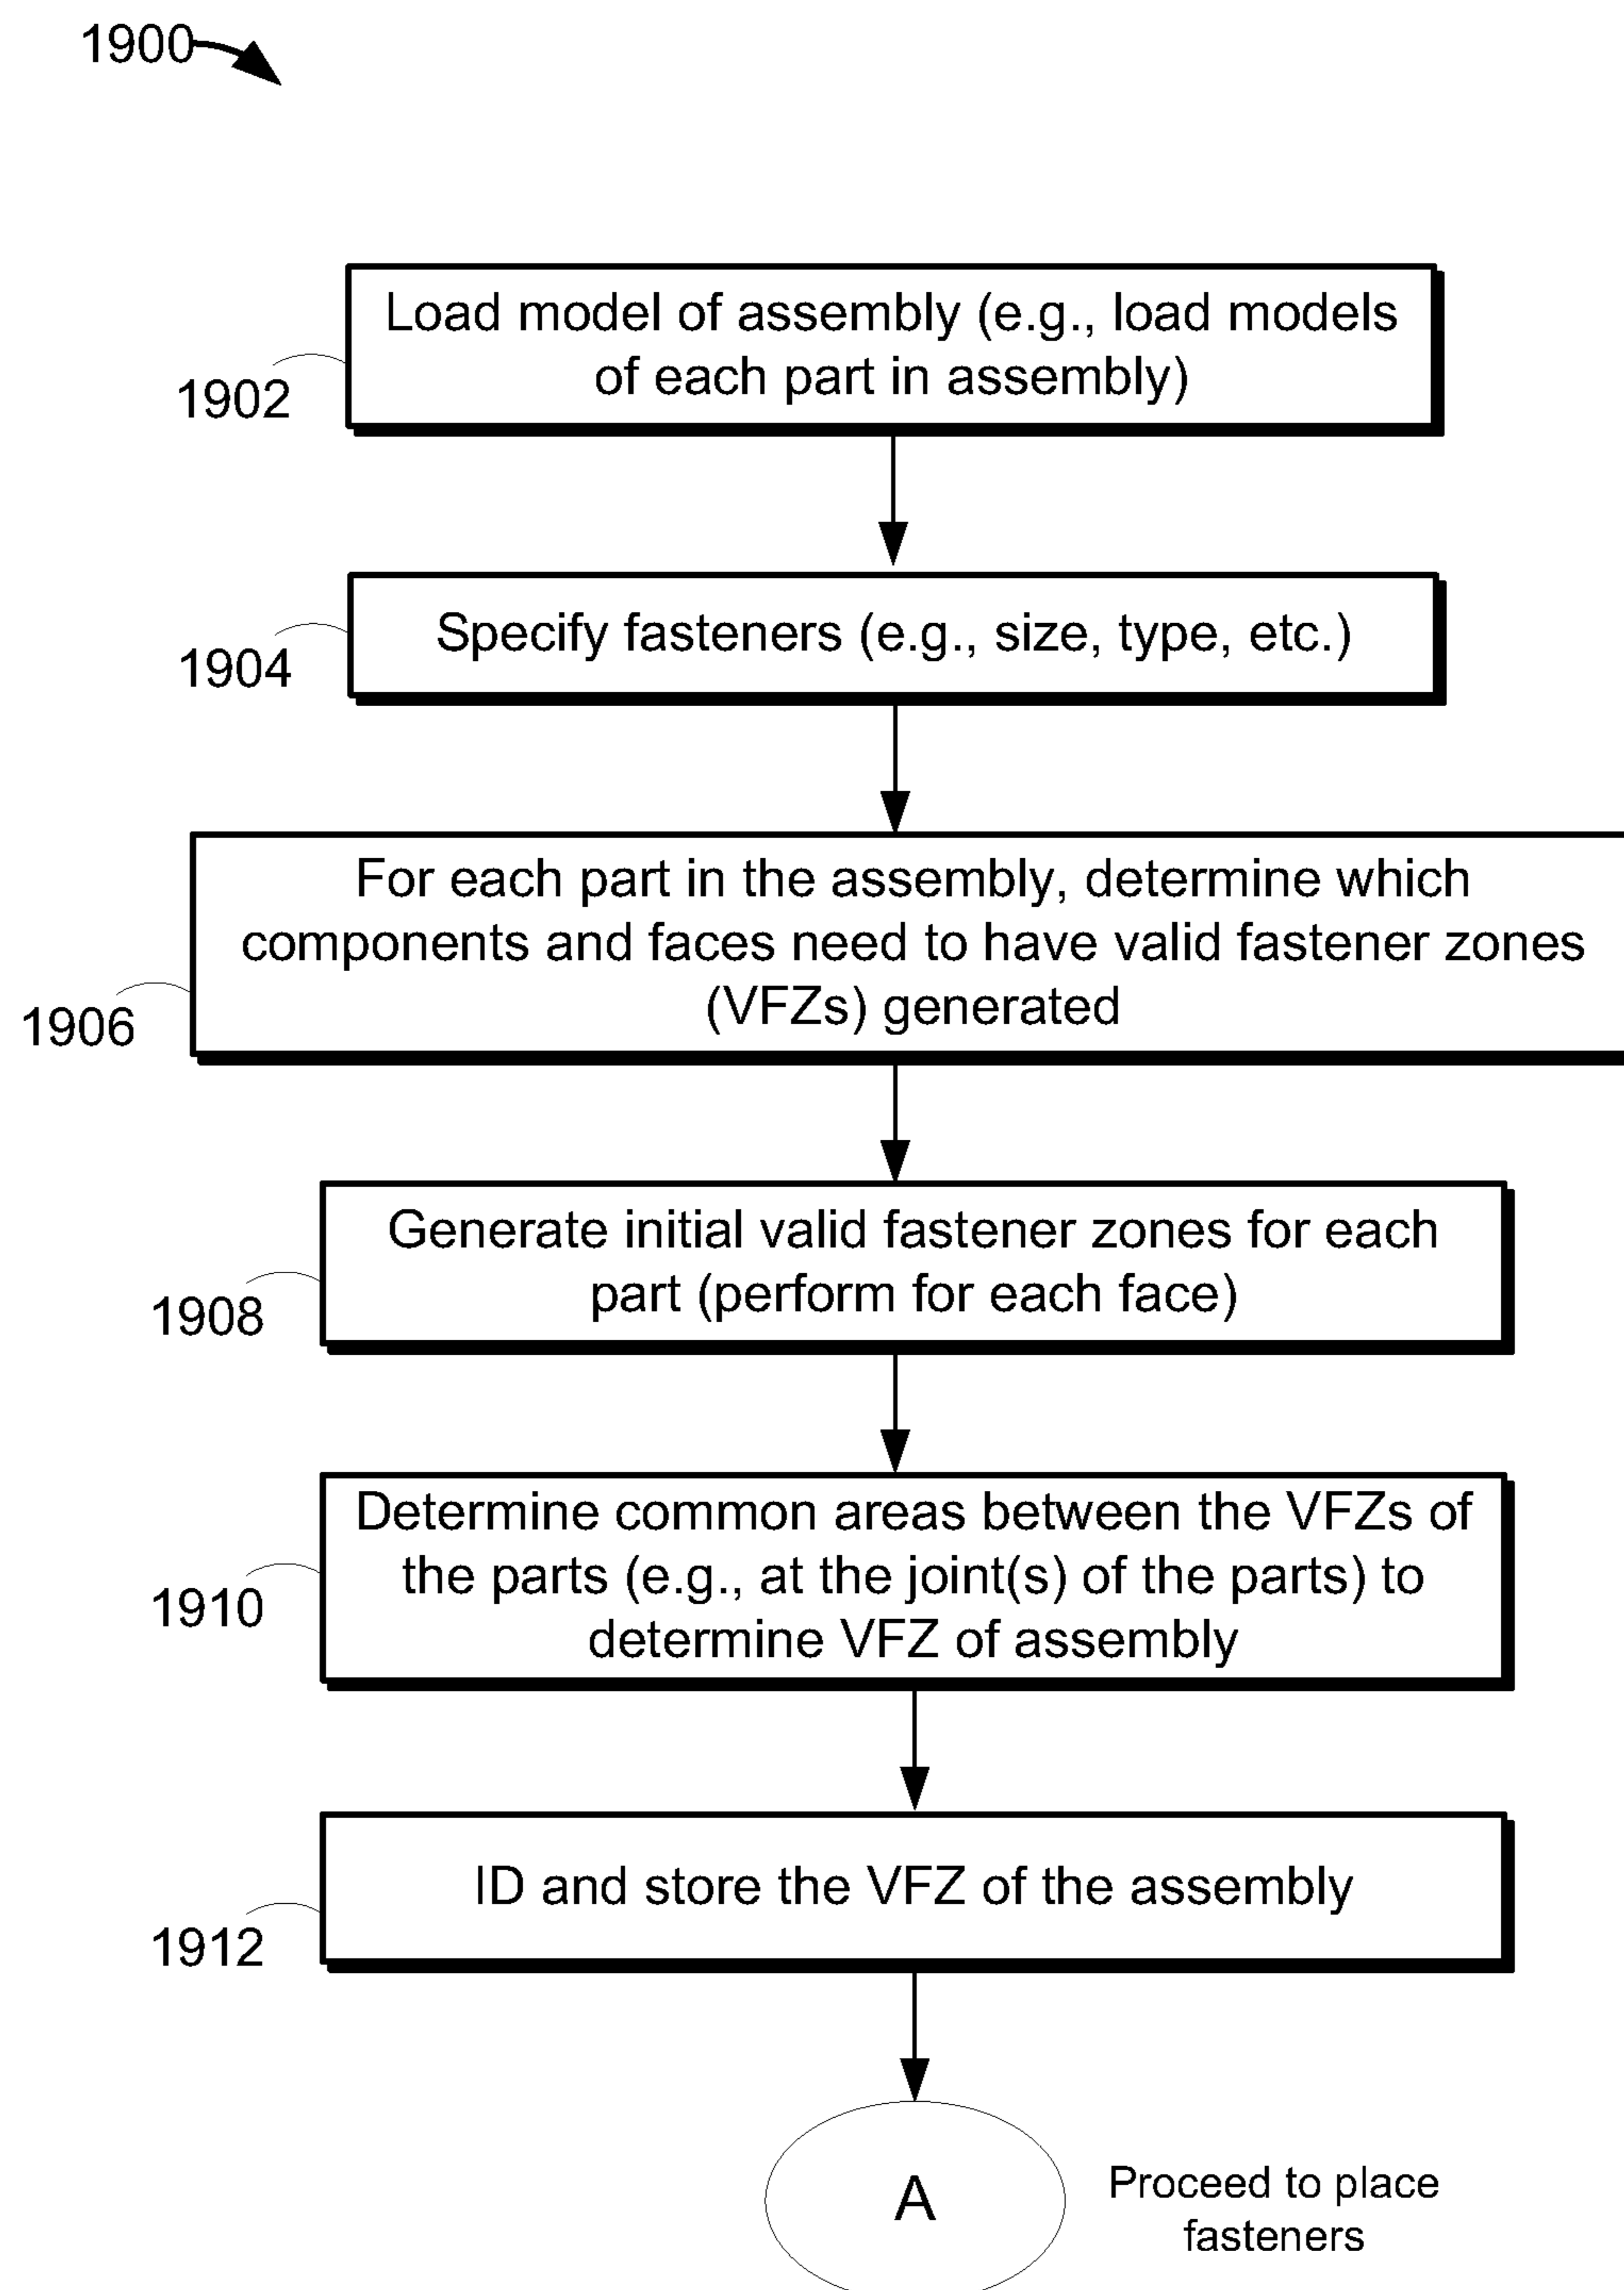 1900
Load model of assembly (e.g., load models
of each part in assembly)
1902
Specify fasteners (e.g., size, type, etc.)
1904
For each part in the assembly, determine which
components and faces need to have valid fastener zones
(VFZs) generated
1906
Generate initial valid fastener zones for each
part (perform for each face)
1908
Determine common areas between the VFZs of
the parts (e.g., at the joint(s) of the parts) to
determine VFZ of assembly
1910
ID and store the VFZ of the assembly
1912
A
Proceed to place
fasteners